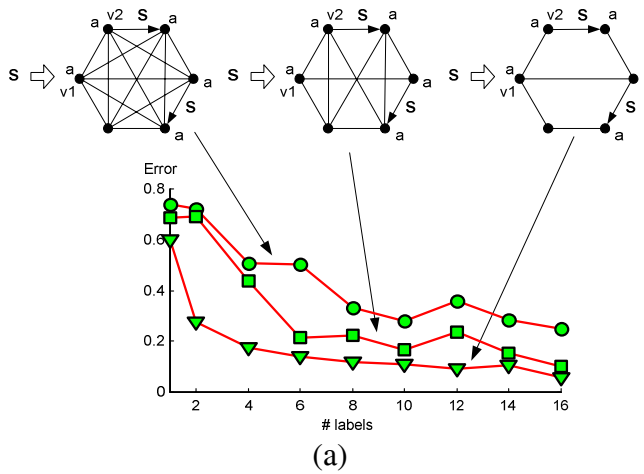 v2 S a
a a
S v1 S a
v2 S a
a a
S v1 S a
v2 S a
a a
S v1 S a
Error
0.8
0.6
0.4
0.2
0
2 4 6 8 10 12 14 16
# labels
(a)